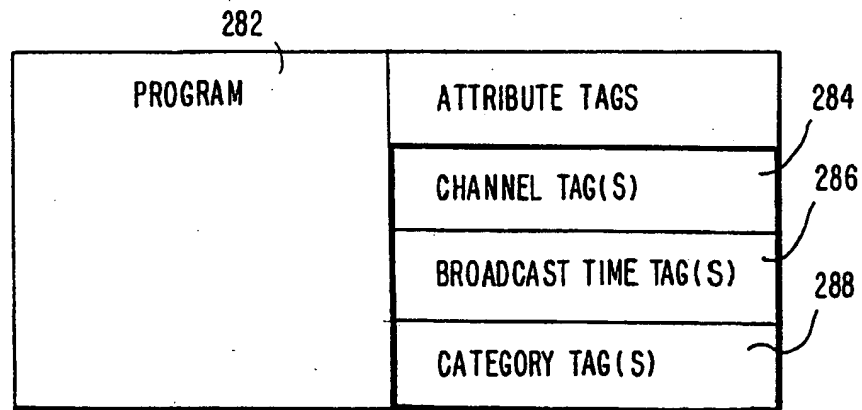 282
PROGRAM
ATTRIBUTE TAGS
284
CHANNEL TAG(S)
286
BROADCAST TIME TAG(S)
288
CATEGORY TAG(S)